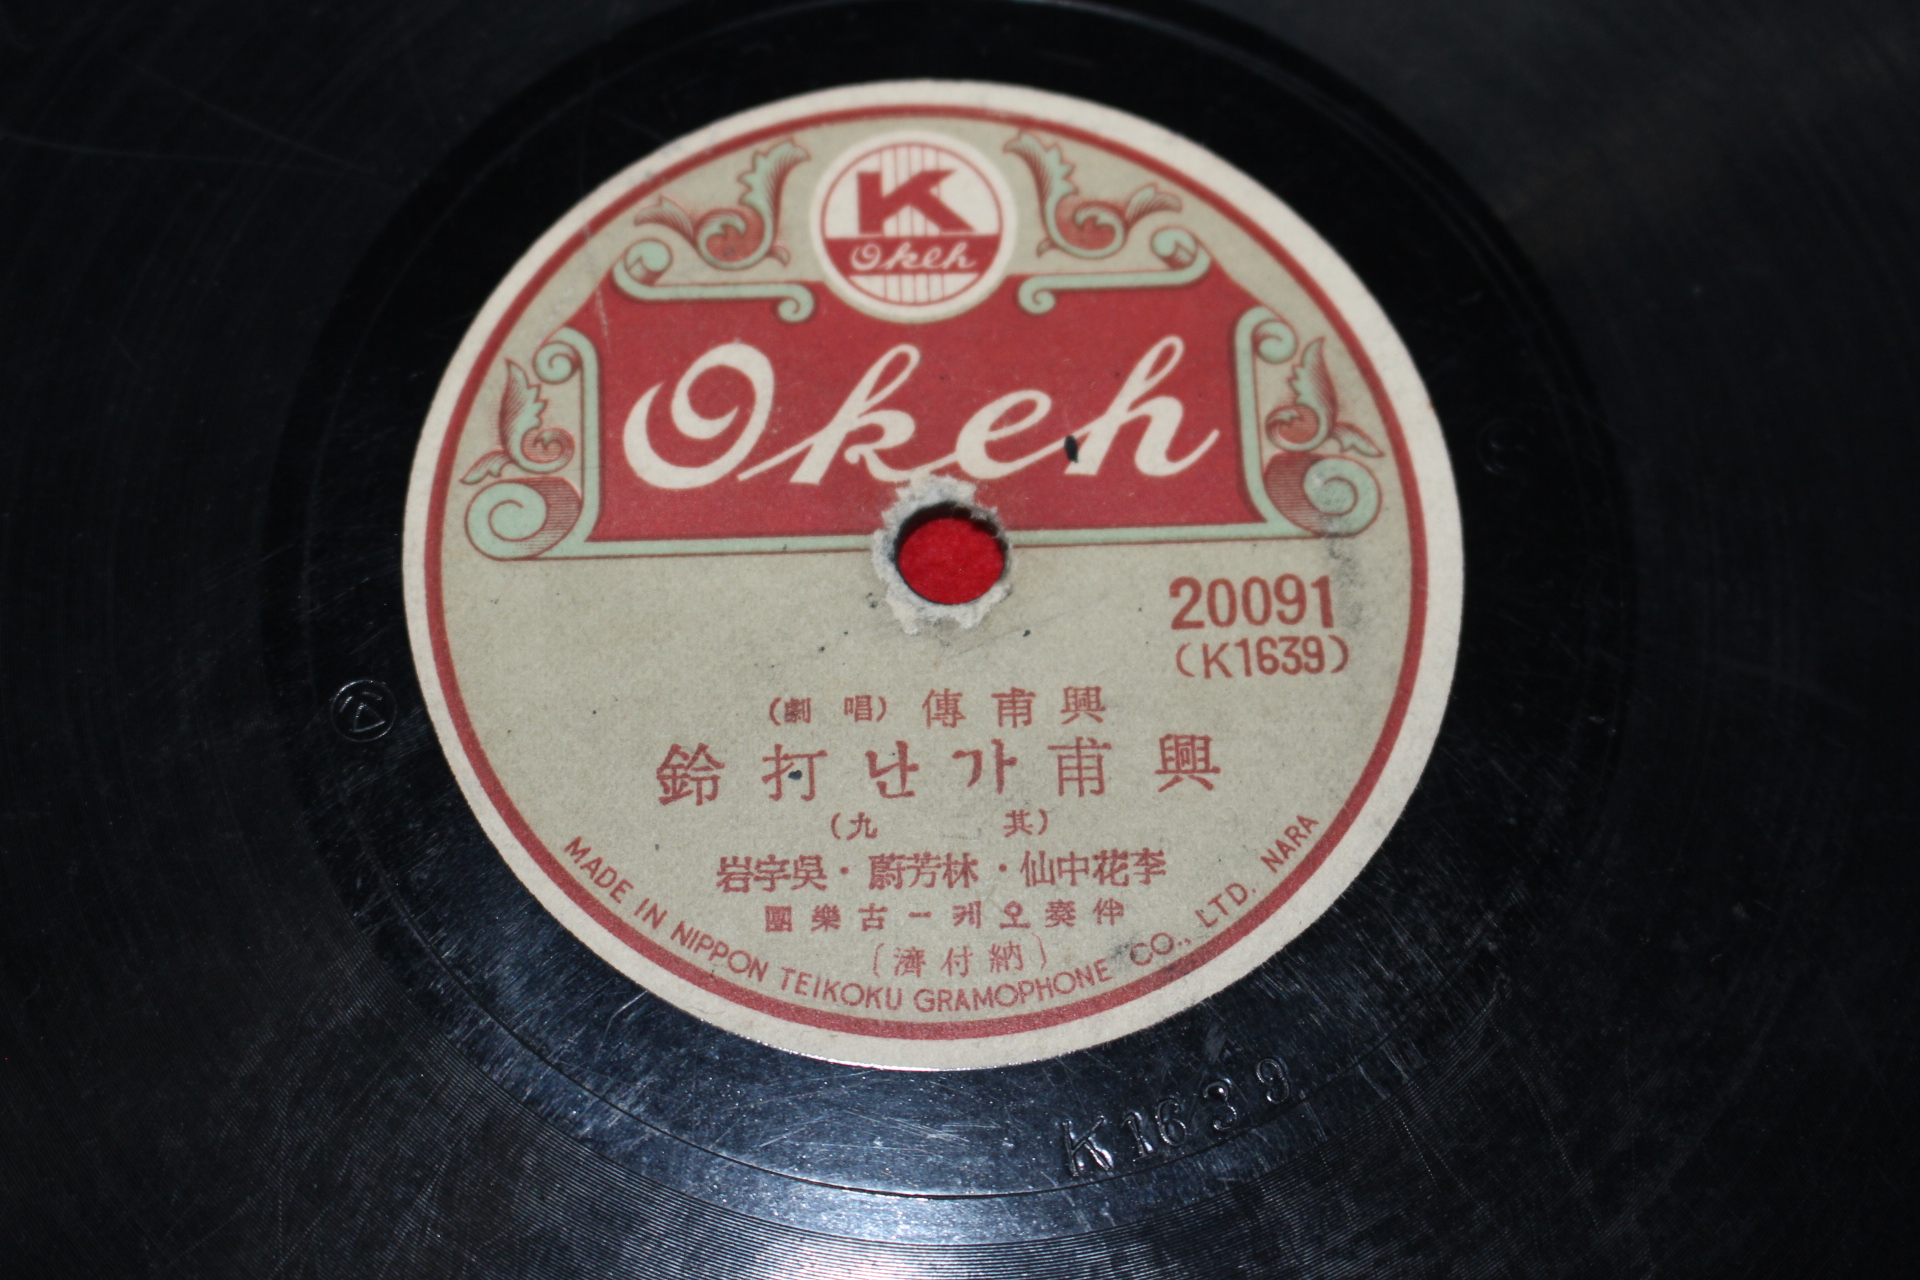 K
Okeh
Okeh
20091
(K1639)
興甫傳 (唱劇)
興甫가난打鈴
(其九)
李花中仙・林芳蔚・吳宇岩
伴奏오케ー古樂團
〔納付濟〕
MADE IN NIPPON TEIKOKU GRAMOPHONE CO., LTD. NARA
K1639